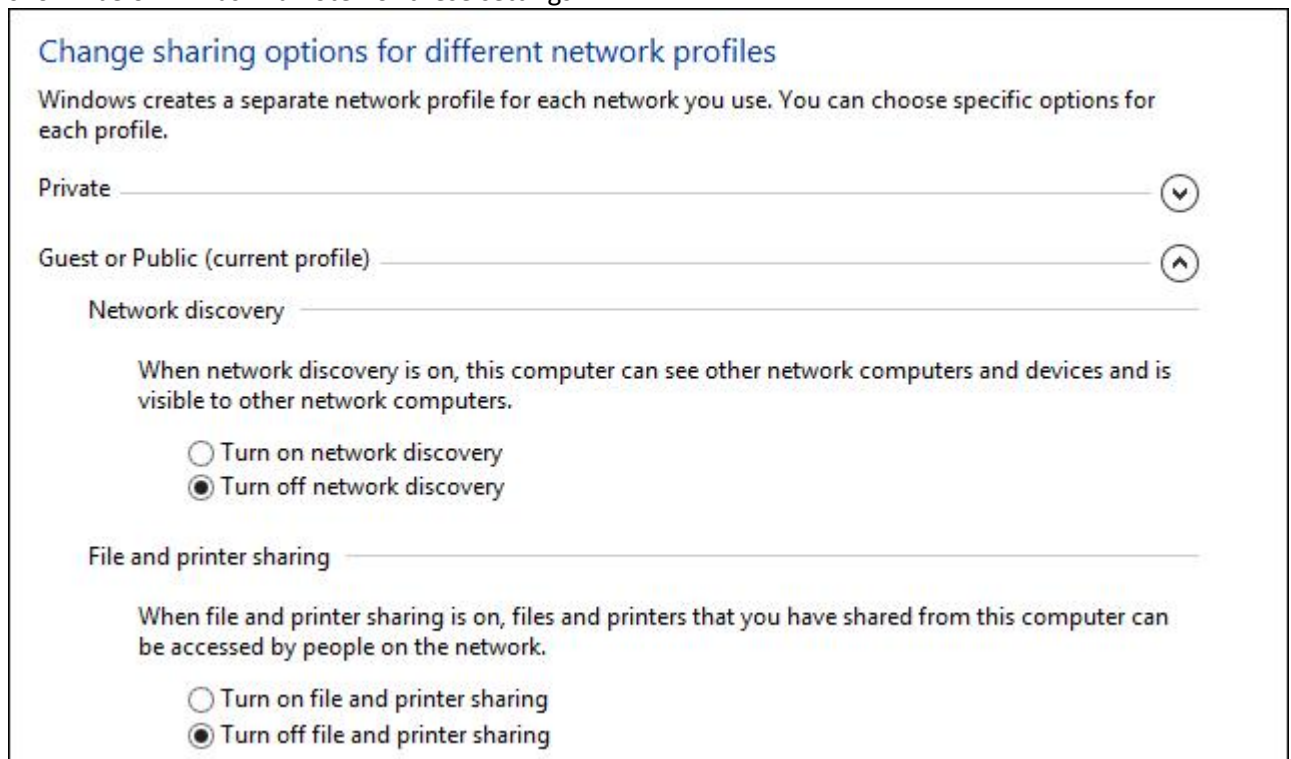 Change sharing options for different network profiles
Windows creates a separate network profile for each network you use. You can choose specific options for
each profile.
Private
Guest or Public (current profile)
Network discovery
When network discovery is on, this computer can see other network computers and devices and is
visible to other network computers.
Turn on network discovery
Turn off network discovery
File and printer sharing
When file and printer sharing is on, files and printers that you have shared from this computer can
be accessed by people on the network.
Turn on file and printer sharing
Turn off file and printer sharing